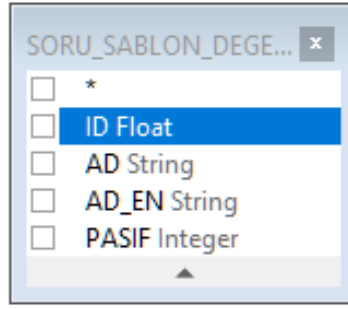 SORU_SABLON_DEGE... x
*
ID Float
AD String
AD_EN String
PASIF Integer